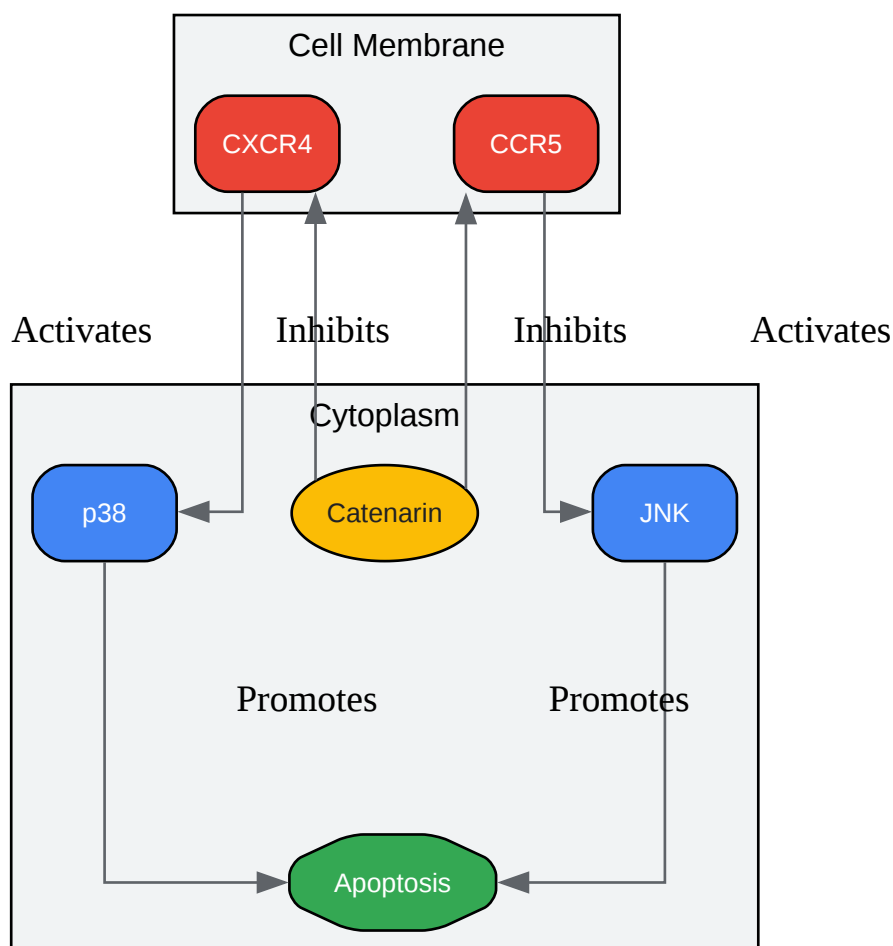 Cell Membrane
CXCR4
CCR5
Activates
Inhibits
Inhibits
Activates
Cytoplasm
p38
Catenarin
JNK
Promotes
Promotes
Apoptosis